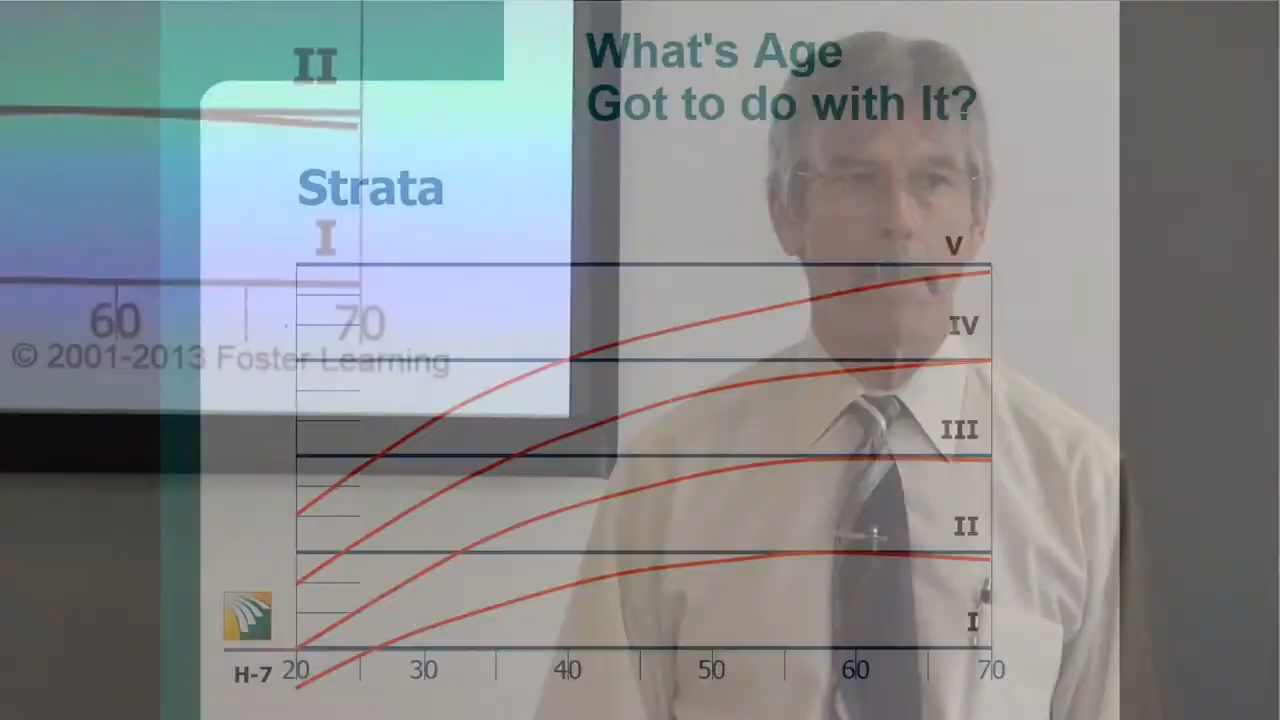 What's Age
Got to do with It?
II
Strata
I
60 70
© 2001-2013 Foster Learning
V
IV
III
II
I
H-7 20 30 40 50 60 70